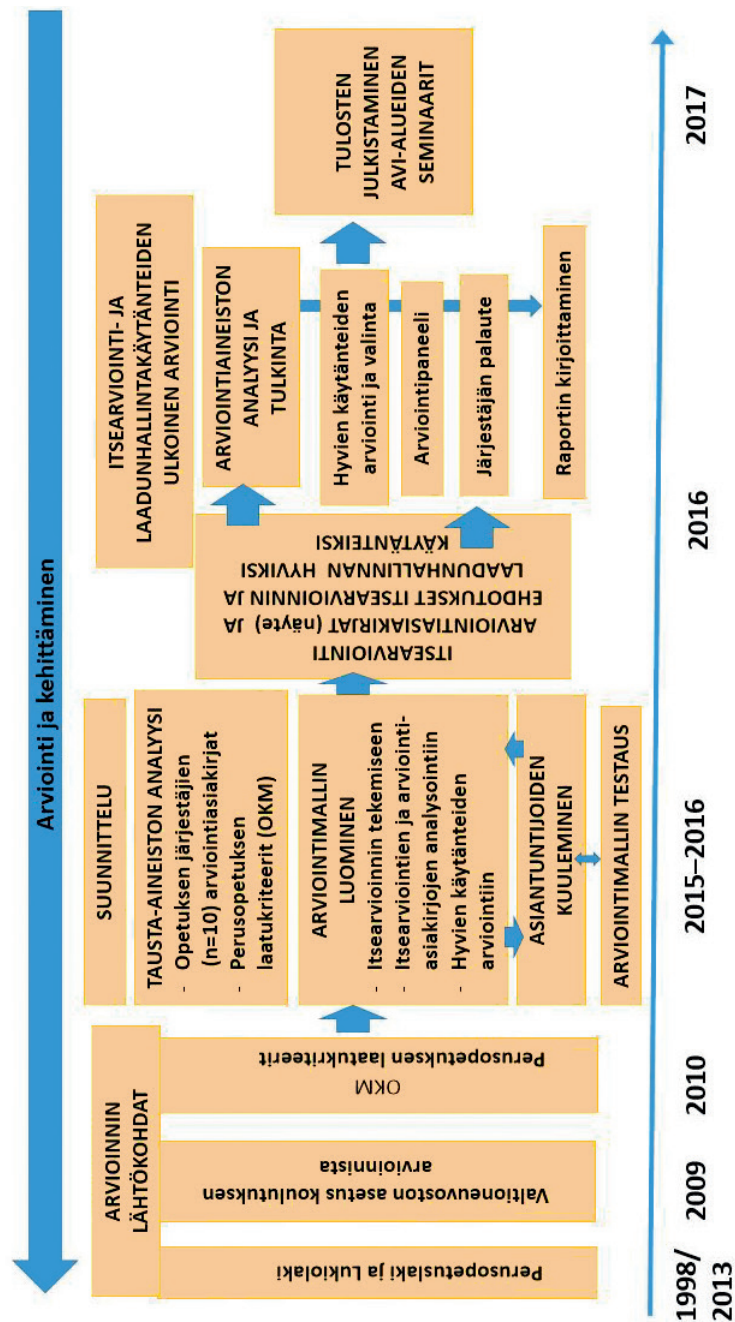 Arviointi ja kehittäminen
ARVIOINNIN
LÄHTÖKOHDAT
Perusopetuslaki ja Lukiolaki
Valtioneuvoston asetus koulutuksen
arvioinnista
OKM
Perusopetuksen laatukriteerit
SUUNNITTELU
TAUSTA-AINEISTON ANALYYSI
- Opetuksen järjestäjien
(n=10) arviointiasiakirjat
- Perusopetuksen
laatukriteerit (OKM)
ARVIOINTIMALLIN
LUOMINEN
- Itsearvioinnin tekemiseen
- Itsearviointien ja arviointi-
asiakirjojen analysointiin
- Hyvien käytänteiden
arviointiin
ASIANTUNTIJOIDEN
KUULEMINEN
ARVIOINTIMALLIN TESTAUS
ITSEARVIOINTI
ARVIOINTIASIAKIRJAT (näyte) JA
EHDOTUKSET ITSEARVIOINNIN JA
LAADUNHALLINNAN HYVIKSI
KÄYTÄNTEIKSI
ITSEARVIOINTI- JA
LAADUNHALLINTAKÄYTÄNTEIDEN
ULKOINEN ARVIOINTI
ARVIOINTIAINEISTON
ANALYYSI JA
TULKINTA
Hyvien käytänteiden
arviointi ja valinta
Arviointipaneeli
Järjestäjän palaute
Raportin kirjoittaminen
TULOSTEN
JULKISTAMINEN
AVI-ALUEIDEN
SEMINAARIT
1998/
2013
2009
2010
2015–2016
2016
2017